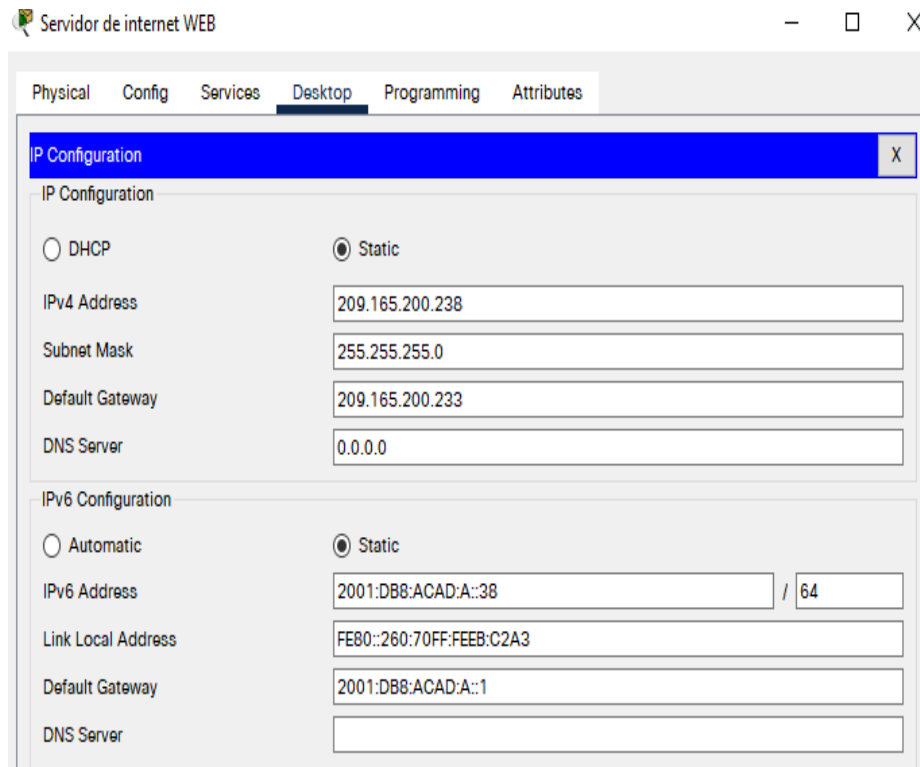 Servidor de internet WEB
Physical Config Services Desktop Programming Attributes
IP Configuration X
IP Configuration
DHCP Static
IPv4 Address 209.165.200.238
Subnet Mask 255.255.255.0
Default Gateway 209.165.200.233
DNS Server 0.0.0.0
IPv6 Configuration
Automatic Static
IPv6 Address 2001:DB8:ACAD:A::38 / 64
Link Local Address FE80::260:70FF:FEEB:C2A3
Default Gateway 2001:DB8:ACAD:A::1
DNS Server